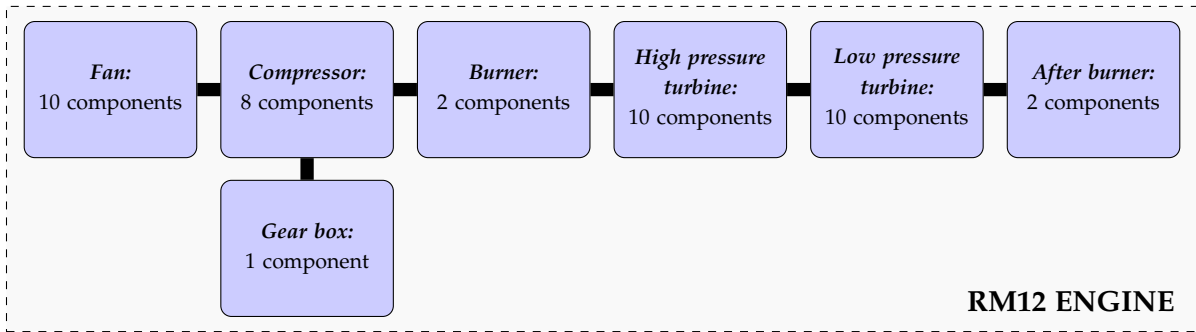 Fan:
10 components
Compressor:
8 components
Burner:
2 components
High pressure
turbine:
10 components
Low pressure
turbine:
10 components
After burner:
2 components
Gear box:
1 component
RM12 ENGINE